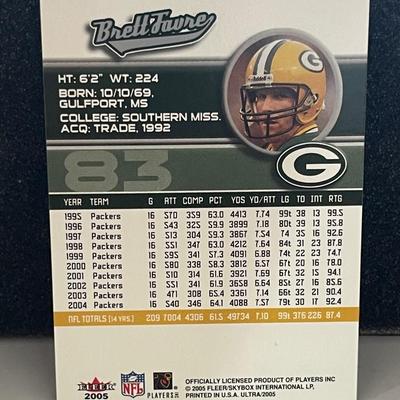 Brett Favre
HT: 6'2" WT: 224
BORN: 10/10/69,
GULFPORT, MS
COLLEGE: SOUTHERN MISS.
ACQ: TRADE, 1992
83
G
YEAR TEAM G ATT COMP PCT YDS YD/ATT LG TD INT RTG
1995 Packers 16 570 359 63.0 4413 7.74 99t 38 13 99.5
1996 Packers 16 543 325 59.9 3899 7.18 80t 39 13 95.8
1997 Packers 16 513 304 59.3 3867 7.54 74 35 16 92.6
1998 Packers 16 551 347 63.0 4212 7.64 84t 31 23 87.8
1999 Packers 16 595 341 57.3 4091 6.88 74t 22 23 74.7
2000 Packers 16 580 338 58.3 3812 6.57 67t 20 16 78.0
2001 Packers 16 510 314 61.6 3921 7.69 67t 32 15 94.1
2002 Packers 16 551 341 61.9 3658 6.64 85t 27 16 85.6
2003 Packers 16 471 308 65.4 3361 7.14 66t 32 21 90.4
2004 Packers 16 540 346 64.1 4088 7.57 79t 30 17 92.4
NFL TOTALS (14 YRS.) 209 7004 4306 61.5 49734 7.10 99t 376 226 87.4
FLEER
2005
NFL
PLAYERS INC
OFFICIALLY LICENSED PRODUCT OF PLAYERS INC
© 2005 FLEER/SKYBOX INTERNATIONAL LP,
PRINTED IN U.S.A. ULTRA/2005